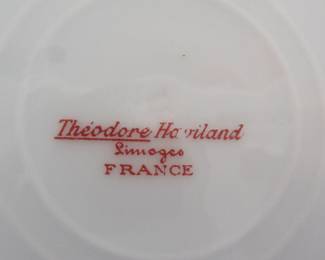 Théodore Haviland
Limoges
FRANCE